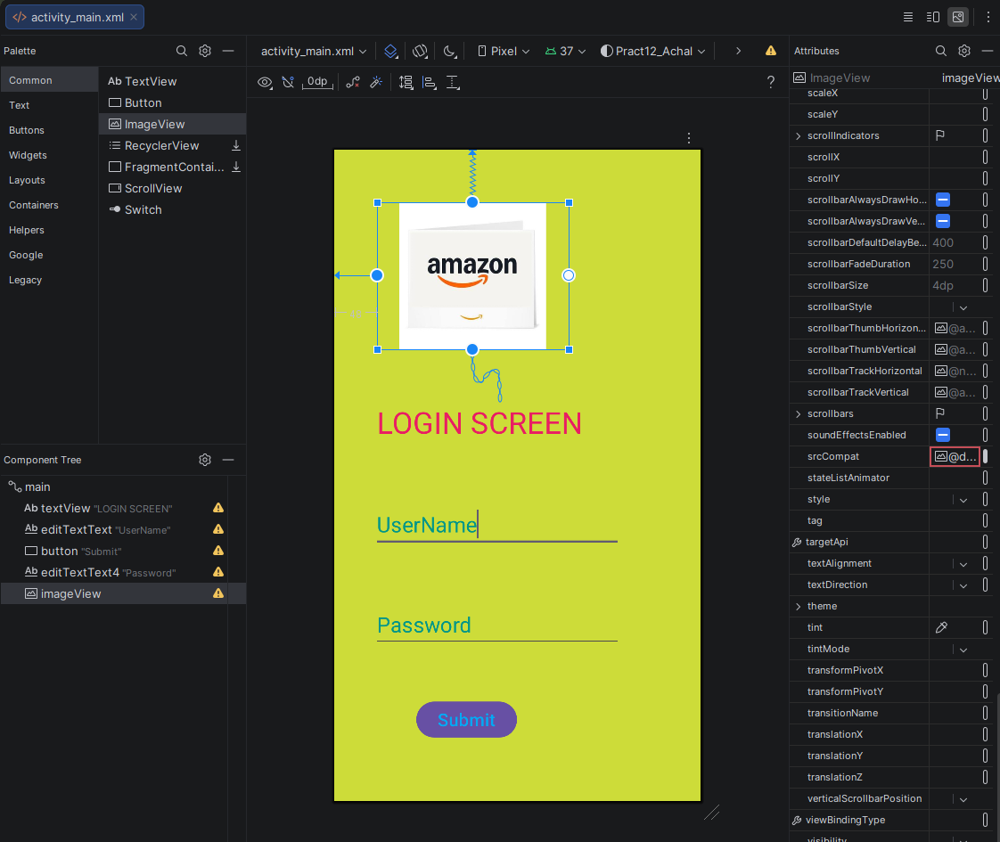 activity_main.xml
Palette
Common
Text
Buttons
Widgets
Layouts
Containers
Helpers
Google
Legacy
Ab TextView
Button
ImageView
RecyclerView
FragmentContai...
ScrollView
Switch
Component Tree
main
Ab textView "LOGIN SCREEN"
Ab editTextText "UserName"
button "Submit"
Ab editTextText4 "Password"
imageView
activity_main.xml
Pixel
37
Pract12_Achal
0dp
?
amazon
LOGIN SCREEN
UserName
Password
Submit
Attributes
ImageView imageView
scaleX
scaleY
scrollIndicators
scrollX
scrollY
scrollbarAlwaysDrawHo...
scrollbarAlwaysDrawVe...
scrollbarDefaultDelayBe... 400
scrollbarFadeDuration 250
scrollbarSize 4dp
scrollbarStyle
scrollbarThumbHorizon... @a...
scrollbarThumbVertical @a...
scrollbarTrackHorizontal @n...
scrollbarTrackVertical @a...
scrollbars
soundEffectsEnabled
srcCompat @d...
stateListAnimator
style
tag
targetApi
textAlignment
textDirection
theme
tint
tintMode
transformPivotX
transformPivotY
transitionName
translationX
translationY
translationZ
verticalScrollbarPosition
viewBindingType
visibility